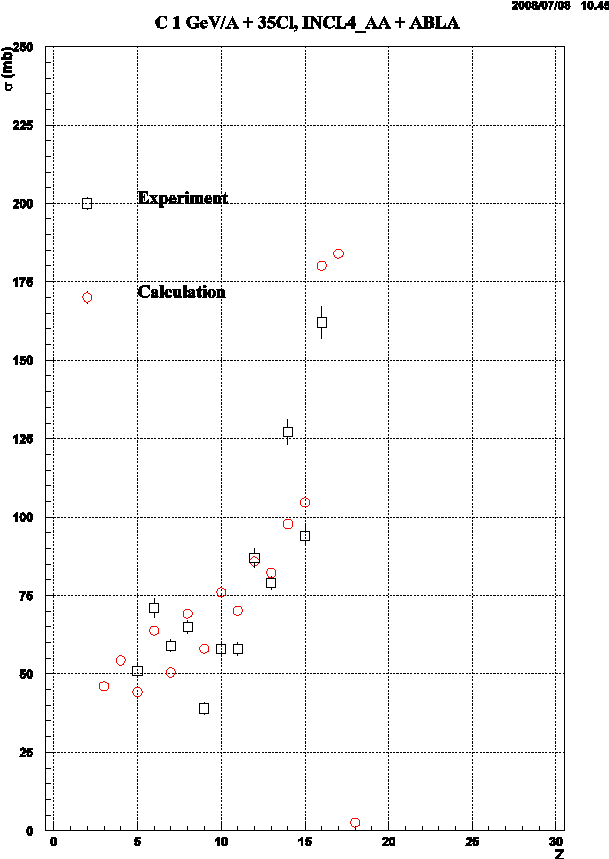 2008/07/08 10.45
C 1 GeV/A + 35Cl, INCL4_AA + ABLA
σ (mb)
250
225
200
175
150
125
100
75
50
25
0
Experiment
Calculation
0 5 10 15 20 25 30
Z